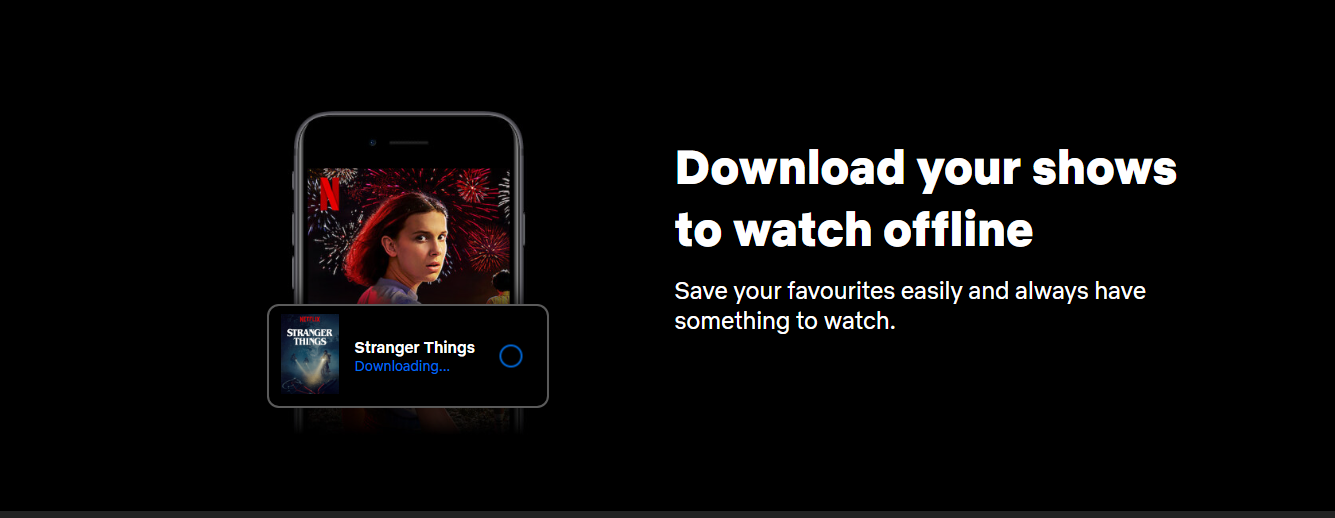 Download your shows
to watch offline
Save your favourites easily and always have
something to watch.
N
NETFLIX
STRANGER
THINGS
Stranger Things
Downloading...